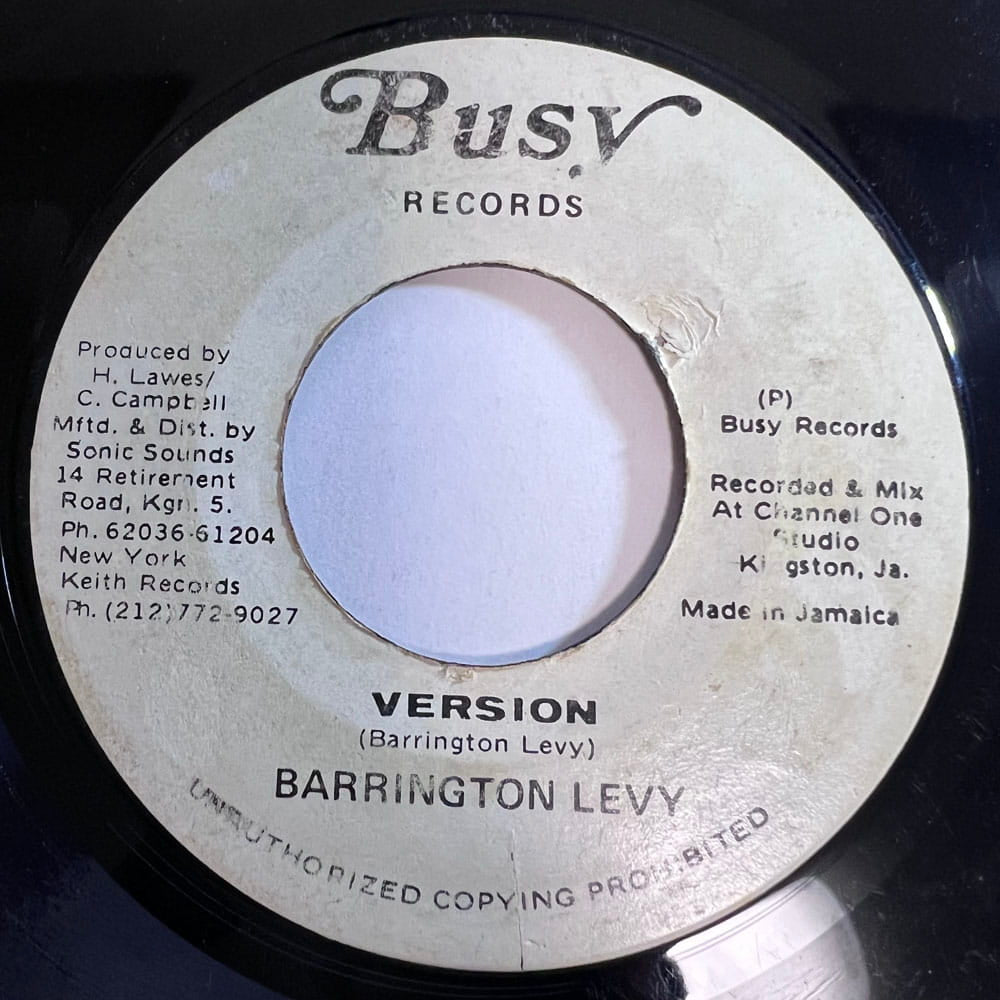 Busy
RECORDS
Produced by
H. Lawes/
C. Campbell
Mftd. & Dist. by
Sonic Sounds
14 Retirement
Road, Kgn. 5.
Ph. 62036-61204
New York
Keith Records
Ph. (212)772-9027
(P)
Busy Records
Recorded & Mix
At Channel One
Studio
Kingston, Ja.
Made in Jamaica
VERSION
(Barrington Levy)
BARRINGTON LEVY
UNAUTHORIZED COPYING PROHIBITED